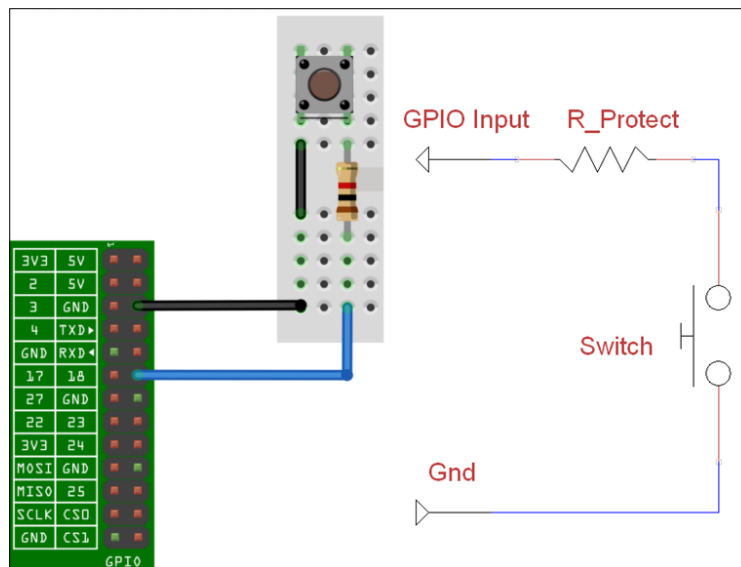 GPIO Input R_Protect
Switch
Gnd
3V3 5V
2 5V
3 GND
4 TXD▸
GND RXD◂
17 18
27 GND
22 23
3V3 24
MOSI GND
MISO 25
SCLK CS0
GND CS1
GPIO